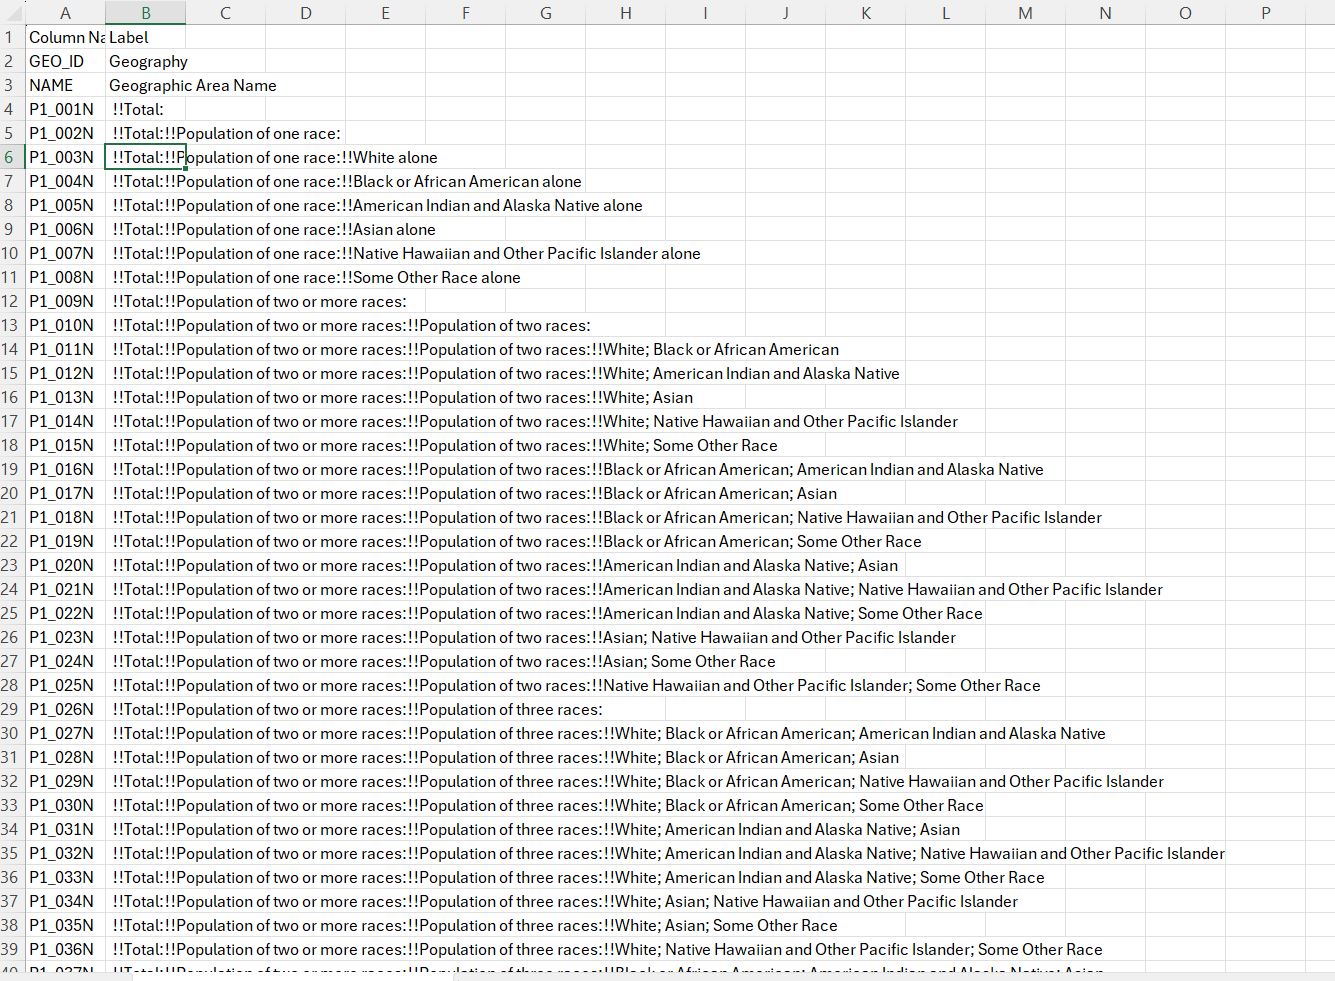 A B C D E F G H I J K L M N O P
1 Column Na Label
2 GEO_ID Geography
3 NAME Geographic Area Name
4 P1_001N !!Total:
5 P1_002N !!Total:!!Population of one race:
6 P1_003N !!Total:!!Population of one race:!!White alone
7 P1_004N !!Total:!!Population of one race:!!Black or African American alone
8 P1_005N !!Total:!!Population of one race:!!American Indian and Alaska Native alone
9 P1_006N !!Total:!!Population of one race:!!Asian alone
10 P1_007N !!Total:!!Population of one race:!!Native Hawaiian and Other Pacific Islander alone
11 P1_008N !!Total:!!Population of one race:!!Some Other Race alone
12 P1_009N !!Total:!!Population of two or more races:
13 P1_010N !!Total:!!Population of two or more races:!!Population of two races:
14 P1_011N !!Total:!!Population of two or more races:!!Population of two races:!!White; Black or African American
15 P1_012N !!Total:!!Population of two or more races:!!Population of two races:!!White; American Indian and Alaska Native
16 P1_013N !!Total:!!Population of two or more races:!!Population of two races:!!White; Asian
17 P1_014N !!Total:!!Population of two or more races:!!Population of two races:!!White; Native Hawaiian and Other Pacific Islander
18 P1_015N !!Total:!!Population of two or more races:!!Population of two races:!!White; Some Other Race
19 P1_016N !!Total:!!Population of two or more races:!!Population of two races:!!Black or African American; American Indian and Alaska Native
20 P1_017N !!Total:!!Population of two or more races:!!Population of two races:!!Black or African American; Asian
21 P1_018N !!Total:!!Population of two or more races:!!Population of two races:!!Black or African American; Native Hawaiian and Other Pacific Islander
22 P1_019N !!Total:!!Population of two or more races:!!Population of two races:!!Black or African American; Some Other Race
23 P1_020N !!Total:!!Population of two or more races:!!Population of two races:!!American Indian and Alaska Native; Asian
24 P1_021N !!Total:!!Population of two or more races:!!Population of two races:!!American Indian and Alaska Native; Native Hawaiian and Other Pacific Islander
25 P1_022N !!Total:!!Population of two or more races:!!Population of two races:!!American Indian and Alaska Native; Some Other Race
26 P1_023N !!Total:!!Population of two or more races:!!Population of two races:!!Asian; Native Hawaiian and Other Pacific Islander
27 P1_024N !!Total:!!Population of two or more races:!!Population of two races:!!Asian; Some Other Race
28 P1_025N !!Total:!!Population of two or more races:!!Population of two races:!!Native Hawaiian and Other Pacific Islander; Some Other Race
29 P1_026N !!Total:!!Population of two or more races:!!Population of three races:
30 P1_027N !!Total:!!Population of two or more races:!!Population of three races:!!White; Black or African American; American Indian and Alaska Native
31 P1_028N !!Total:!!Population of two or more races:!!Population of three races:!!White; Black or African American; Asian
32 P1_029N !!Total:!!Population of two or more races:!!Population of three races:!!White; Black or African American; Native Hawaiian and Other Pacific Islander
33 P1_030N !!Total:!!Population of two or more races:!!Population of three races:!!White; Black or African American; Some Other Race
34 P1_031N !!Total:!!Population of two or more races:!!Population of three races:!!White; American Indian and Alaska Native; Asian
35 P1_032N !!Total:!!Population of two or more races:!!Population of three races:!!White; American Indian and Alaska Native; Native Hawaiian and Other Pacific Islander
36 P1_033N !!Total:!!Population of two or more races:!!Population of three races:!!White; American Indian and Alaska Native; Some Other Race
37 P1_034N !!Total:!!Population of two or more races:!!Population of three races:!!White; Asian; Native Hawaiian and Other Pacific Islander
38 P1_035N !!Total:!!Population of two or more races:!!Population of three races:!!White; Asian; Some Other Race
39 P1_036N !!Total:!!Population of two or more races:!!Population of three races:!!White; Native Hawaiian and Other Pacific Islander; Some Other Race
40 P1_037N !!Total:!!Population of two or more races:!!Population of three races:!!Black or African American; American Indian and Alaska Native; Asian